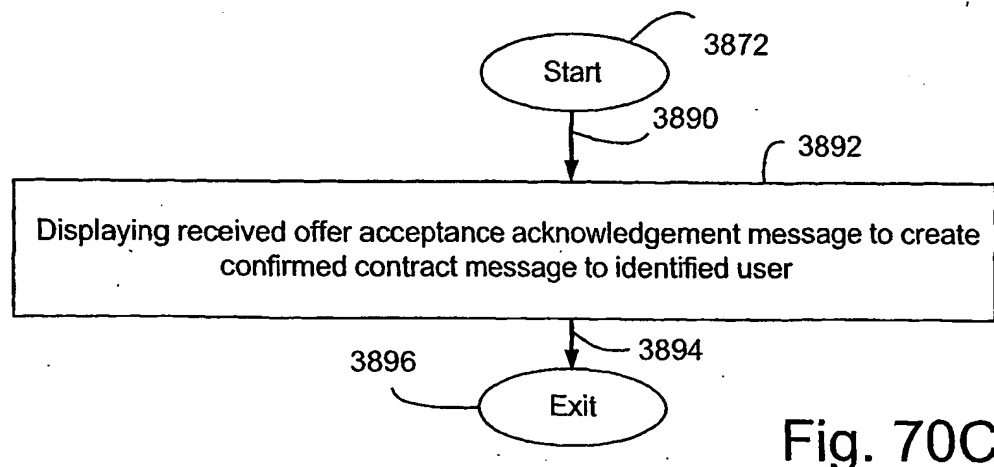 3872
Start
3890
3892
Displaying received offer acceptance acknowledgement message to create
confirmed contract message to identified user
3894
3896
Exit
Fig. 70C